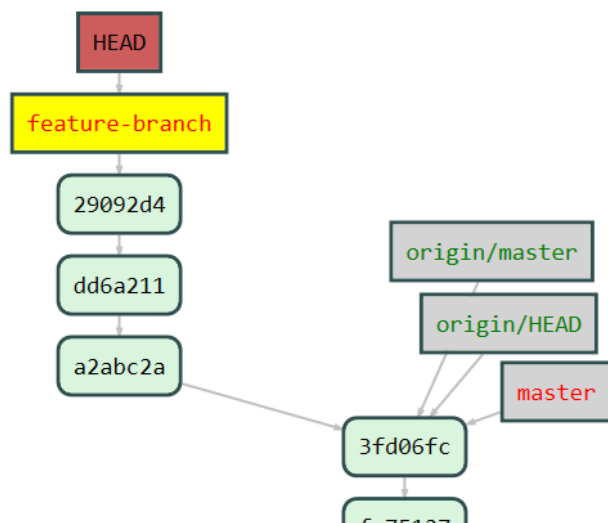 HEAD
feature-branch
29092d4
origin/master
dd6a211
origin/HEAD
a2abc2a
master
3fd06fc